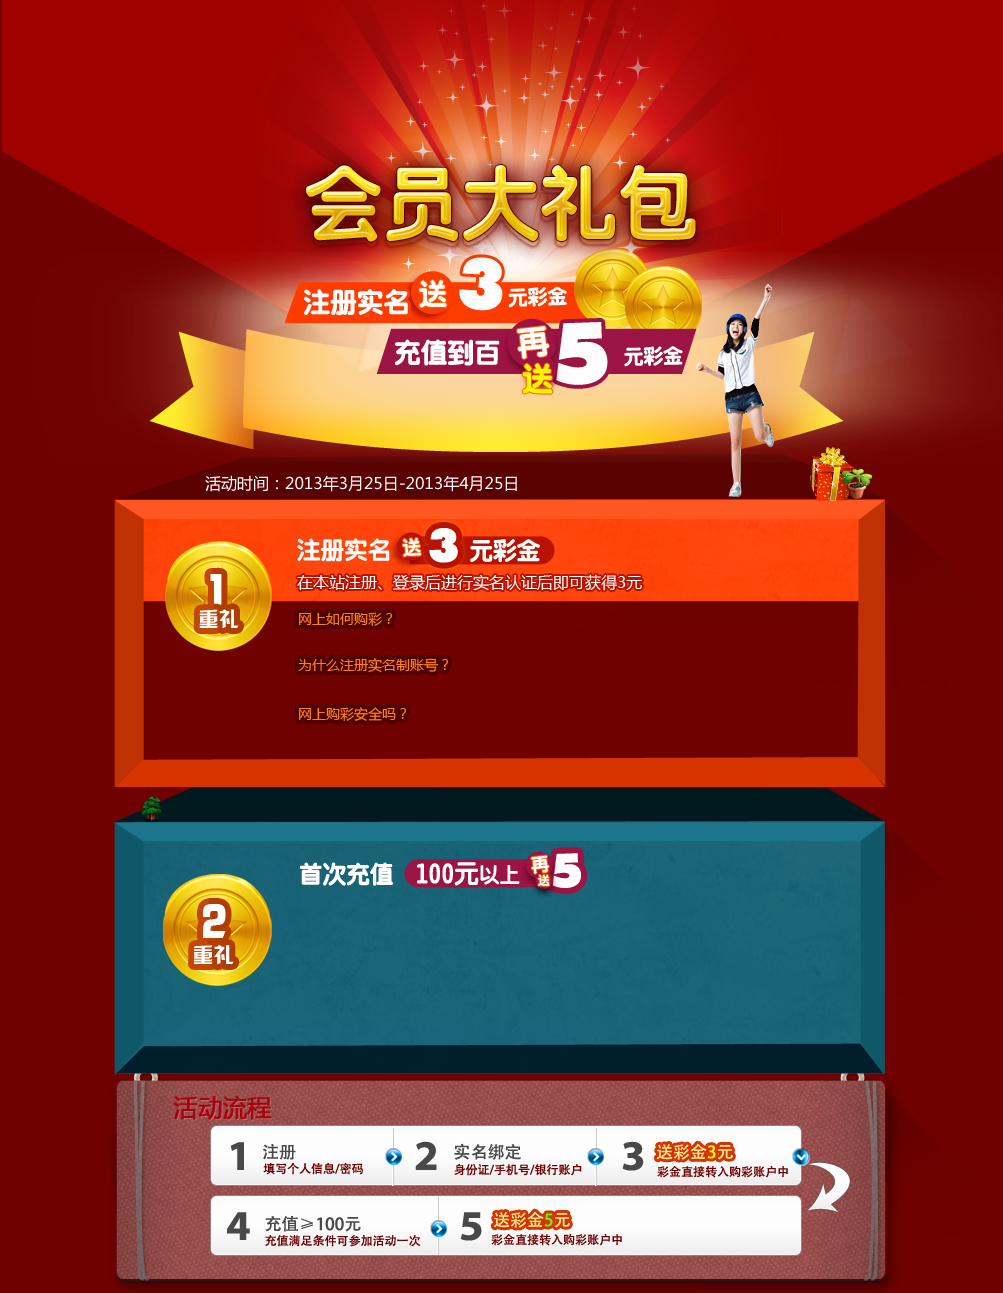 会员大礼包
注册实名送3元彩金
充值到百再送5元彩金
活动时间：2013年3月25日-2013年4月25日
注册实名送3元彩金
1重礼
在本站注册、登录后进行实名认证后即可获得3元
网上如何购彩？
为什么注册实名制账号？
网上购彩安全吗？
首次充值 100元以上再送5
2重礼
活动流程
1 注册 2 实名绑定 3 送彩金3元
填写个人信息/密码 身份证/手机号/银行账户 彩金直接转入购彩账户中
4 充值≥100元 5 送彩金5元
充值满足条件可参加活动一次 彩金直接转入购彩账户中